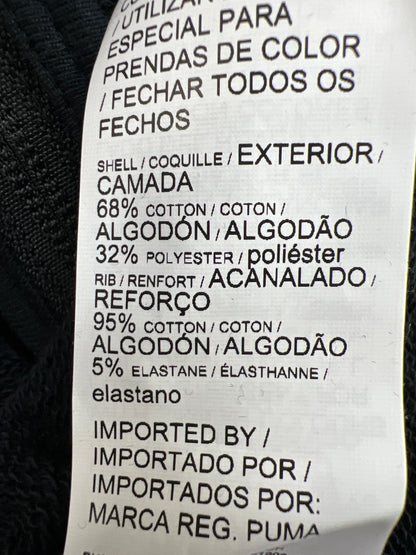 /UTILIZAR
ESPECIAL PARA
PRENDAS DE COLOR
/ FECHAR TODOS OS
FECHOS
SHELL / COQUILLE / EXTERIOR /
CAMADA
68% COTTON / COTON /
ALGODÓN / ALGODÃO
32% POLYESTER / poliéster
RIB / RENFORT / ACANALADO /
REFORÇO
95% COTTON / COTON /
ALGODÓN / ALGODÃO
5% ELASTANE / ÉLASTHANNE /
elastano
IMPORTED BY /
IMPORTADO POR /
IMPORTADOS POR:
MARCA REG. PUMA